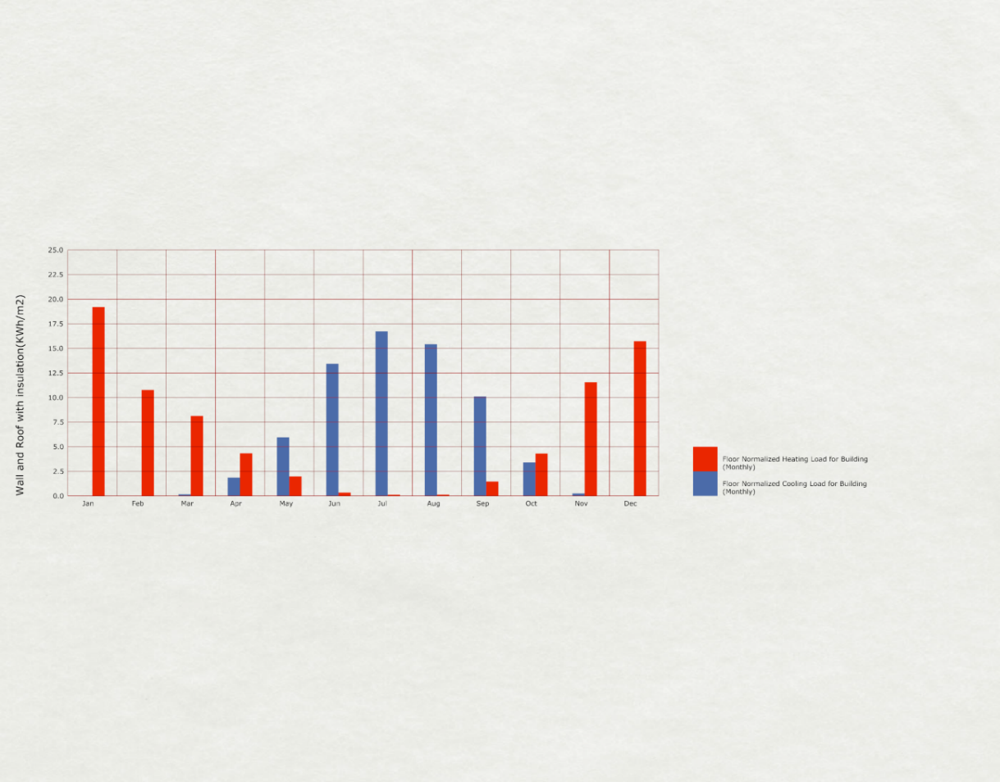 Wall and Roof with insulation(KWh/m2)
25.0
22.5
20.0
17.5
15.0
12.5
10.0
7.5
5.0
2.5
0.0
Jan Feb Mar Apr May Jun Jul Aug Sep Oct Nov Dec
Floor Normalized Heating Load for Building
(Monthly)
Floor Normalized Cooling Load for Building
(Monthly)